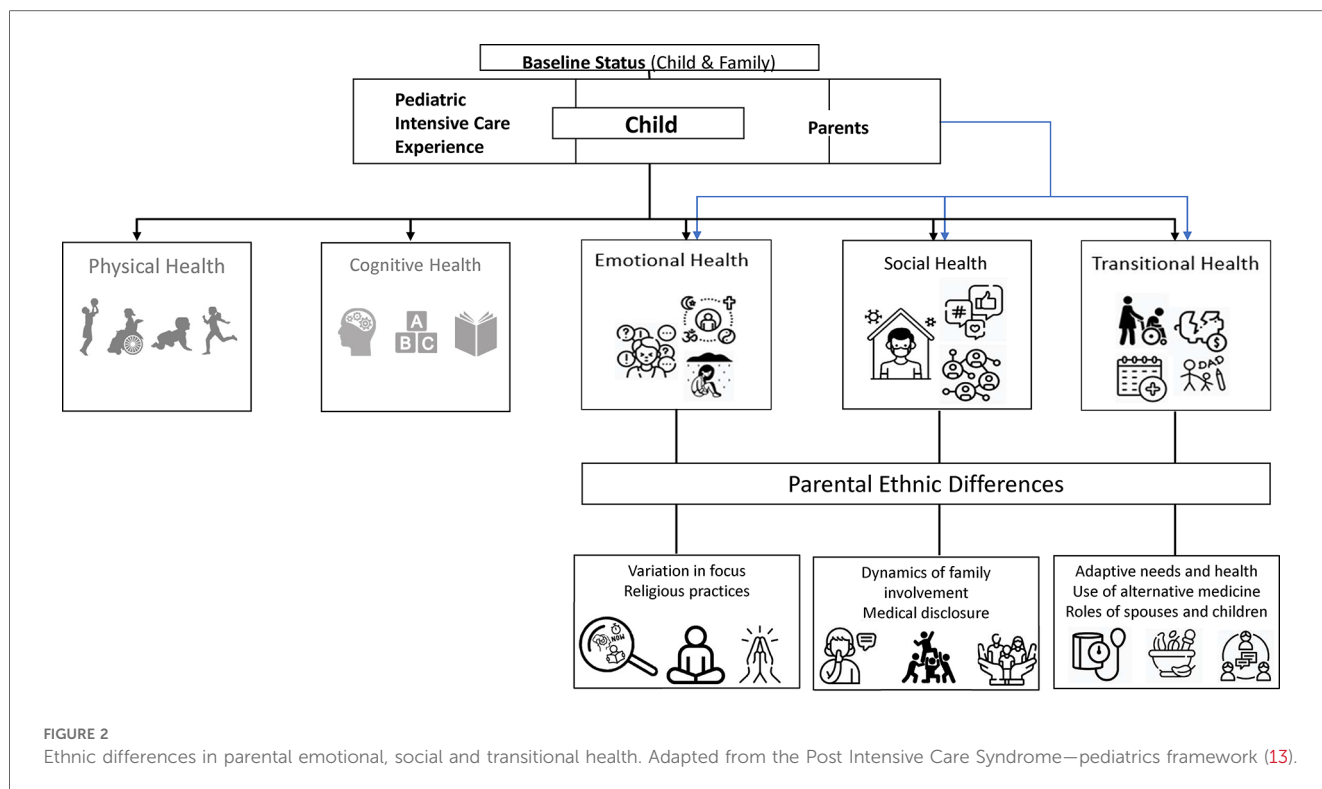 Baseline Status (Child & Family)
Pediatric
Intensive Care
Experience
Child
Parents
Physical Health
Cognitive Health
A
B C
Emotional Health
Social Health
#
Transitional Health
$
DAD
Parental Ethnic Differences
Variation in focus
Religious practices
NOW
Dynamics of family
involvement
Medical disclosure
Adaptive needs and health
Use of alternative medicine
Roles of spouses and children
FIGURE 2
Ethnic differences in parental emotional, social and transitional health. Adapted from the Post Intensive Care Syndrome—pediatrics framework (13).